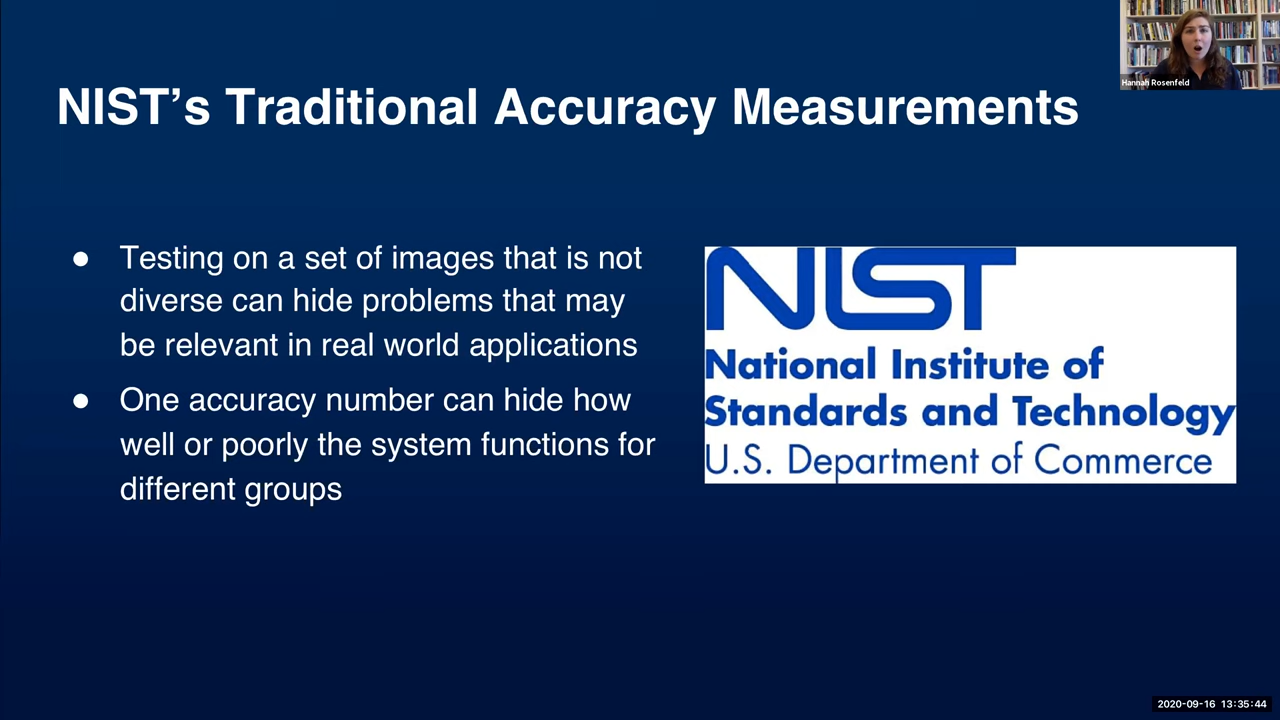 Hannah Rosenfeld
NIST’s Traditional Accuracy Measurements
● Testing on a set of images that is not
diverse can hide problems that may
be relevant in real world applications
● One accuracy number can hide how
well or poorly the system functions for
different groups
NIST
National Institute of
Standards and Technology
U.S. Department of Commerce
2020-09-16 13:35:44